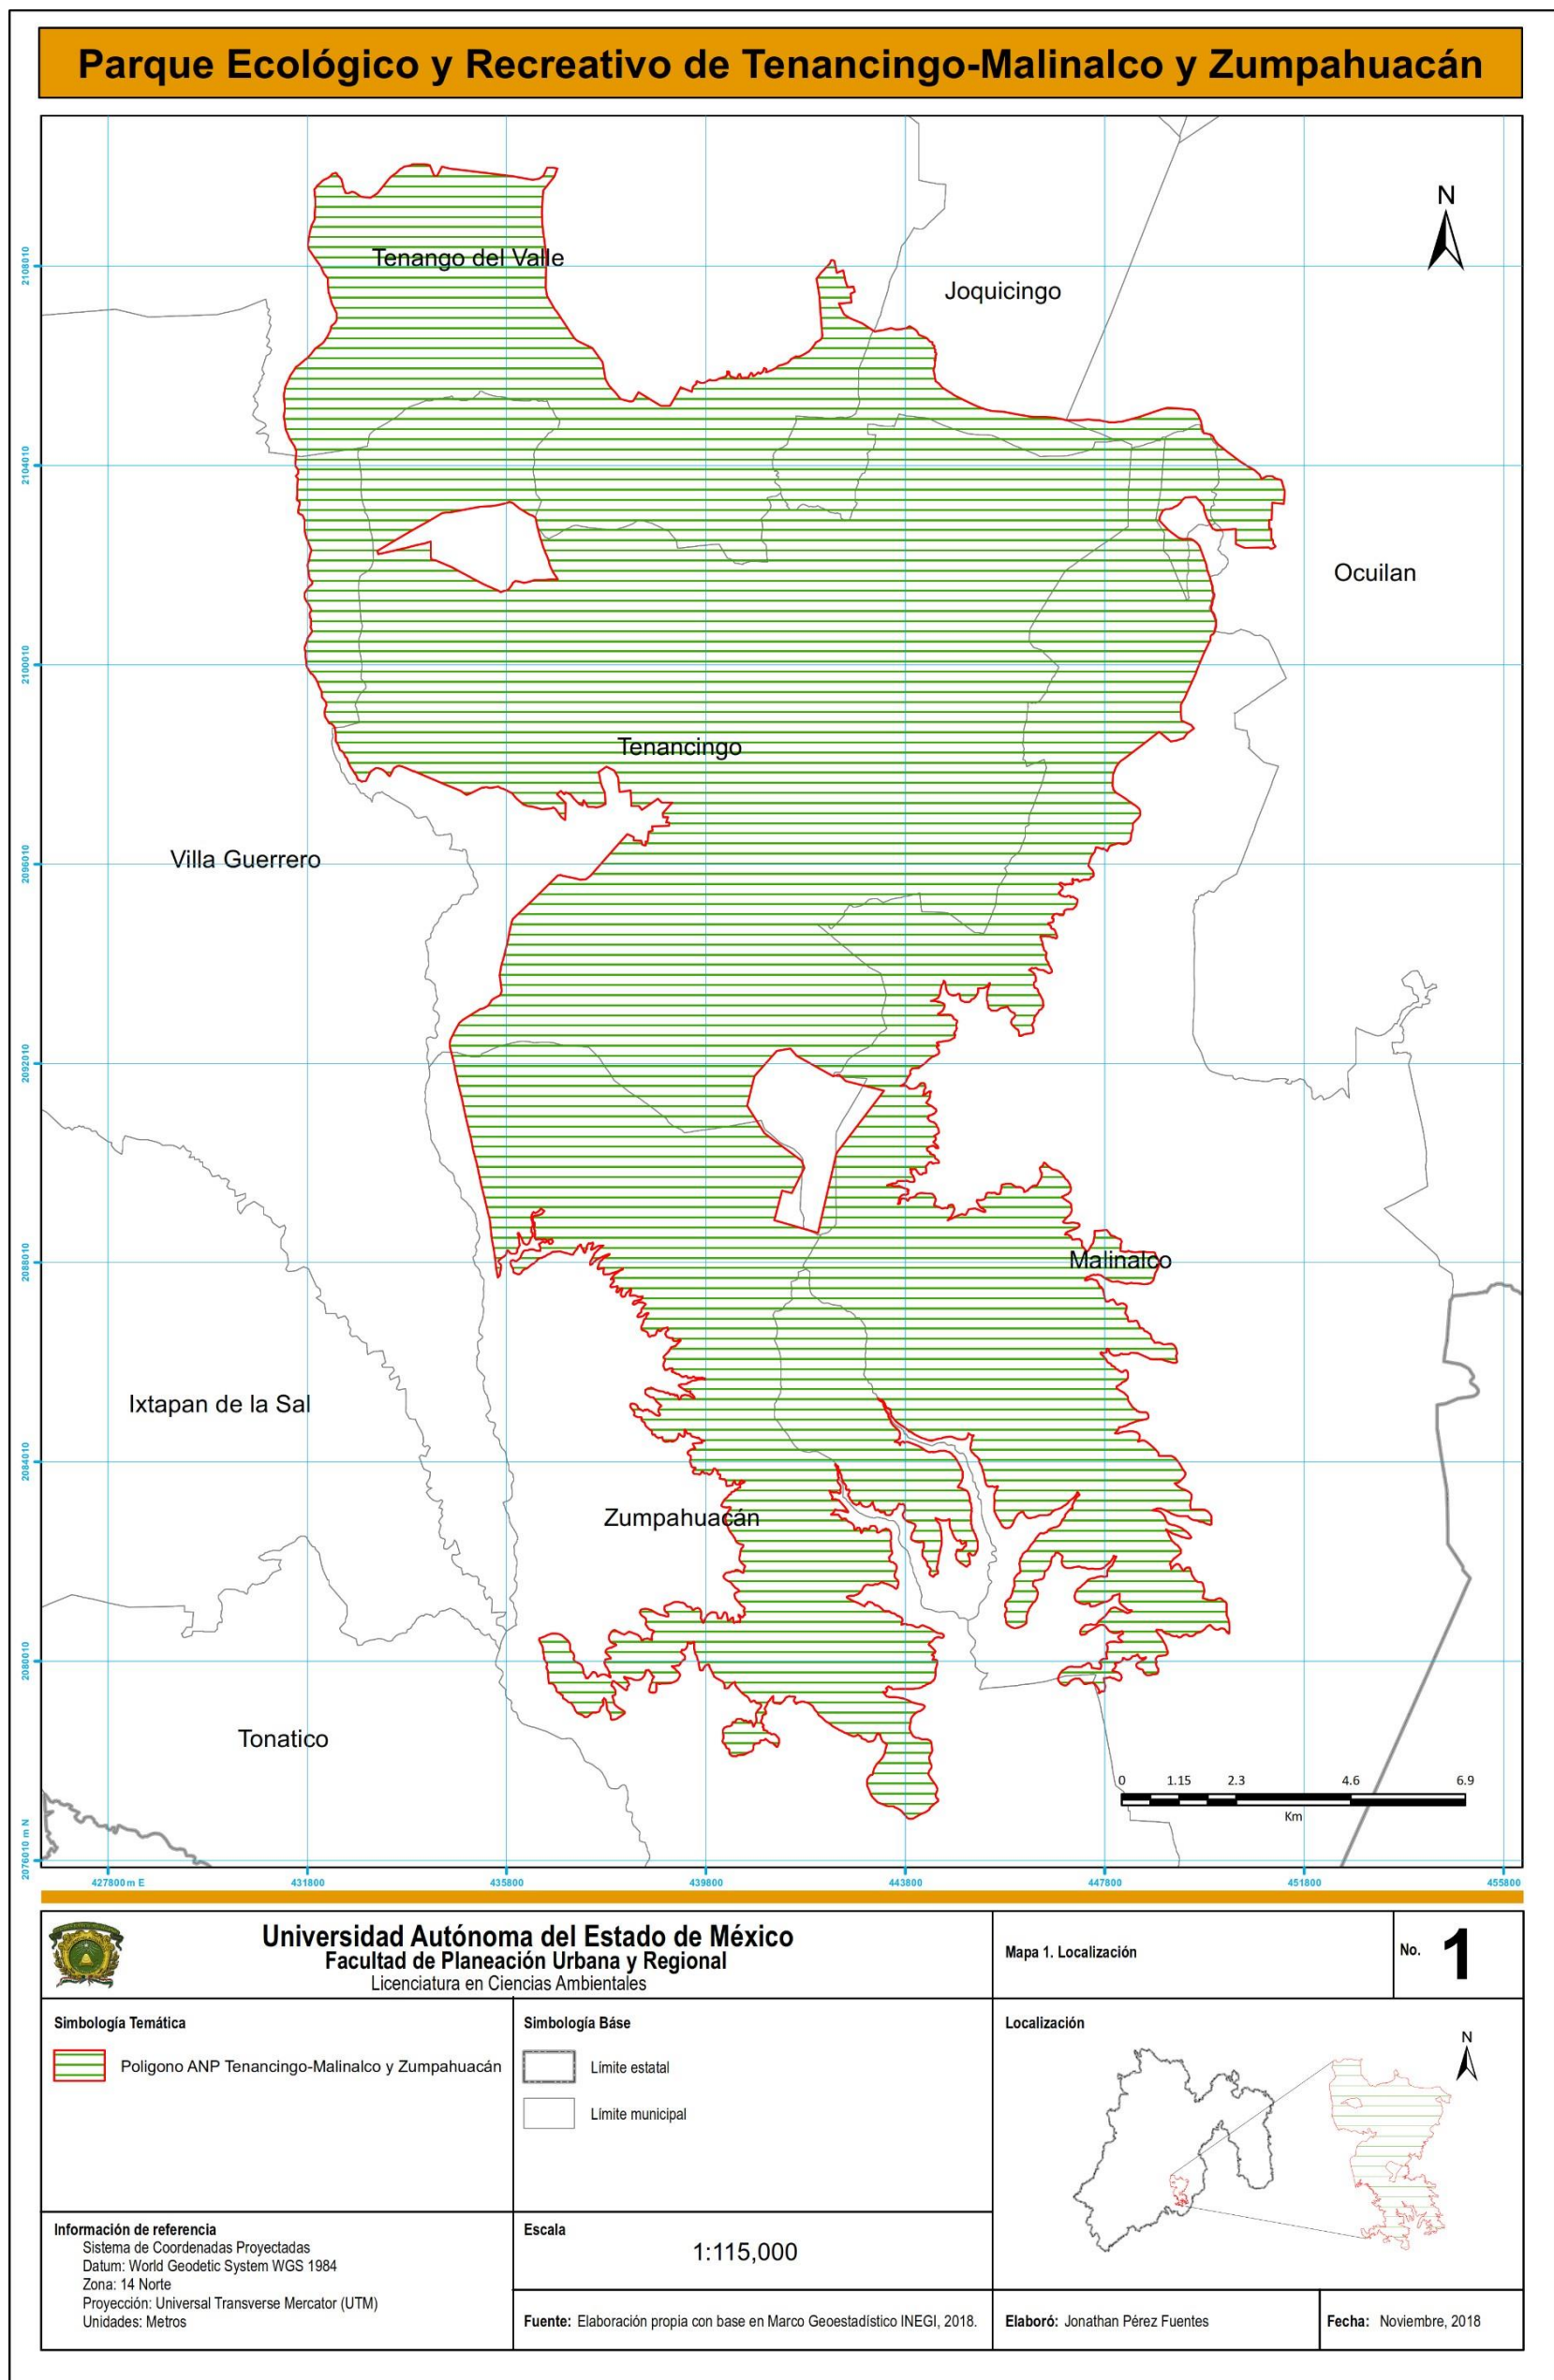 Parque Ecológico y Recreativo de Tenancingo-Malinalco y Zumpahuacán
N
Tenango del Valle
Joquicingo
Ocuilan
Tenancingo
Villa Guerrero
Malinalco
Ixtapan de la Sal
Zumpahuacán
Tonatico
2108010
2104010
2100010
2096010
2092010
2088010
2084010
2080010
2076010 m N
0 1.15 2.3 4.6 6.9
Km
427800 m E 431800 435800 439800 443800 447800 451800 455800
Universidad Autónoma del Estado de México
Facultad de Planeación Urbana y Regional
Licenciatura en Ciencias Ambientales
Mapa 1. Localización
No. 1
Simbología Temática
Poligono ANP Tenancingo-Malinalco y Zumpahuacán
Simbología Báse
Límite estatal
Límite municipal
Localización
N
Información de referencia
Sistema de Coordenadas Proyectadas
Datum: World Geodetic System WGS 1984
Zona: 14 Norte
Proyección: Universal Transverse Mercator (UTM)
Unidades: Metros
Escala
1:115,000
Fuente: Elaboración propia con base en Marco Geoestadístico INEGI, 2018.
Elaboró: Jonathan Pérez Fuentes
Fecha: Noviembre, 2018